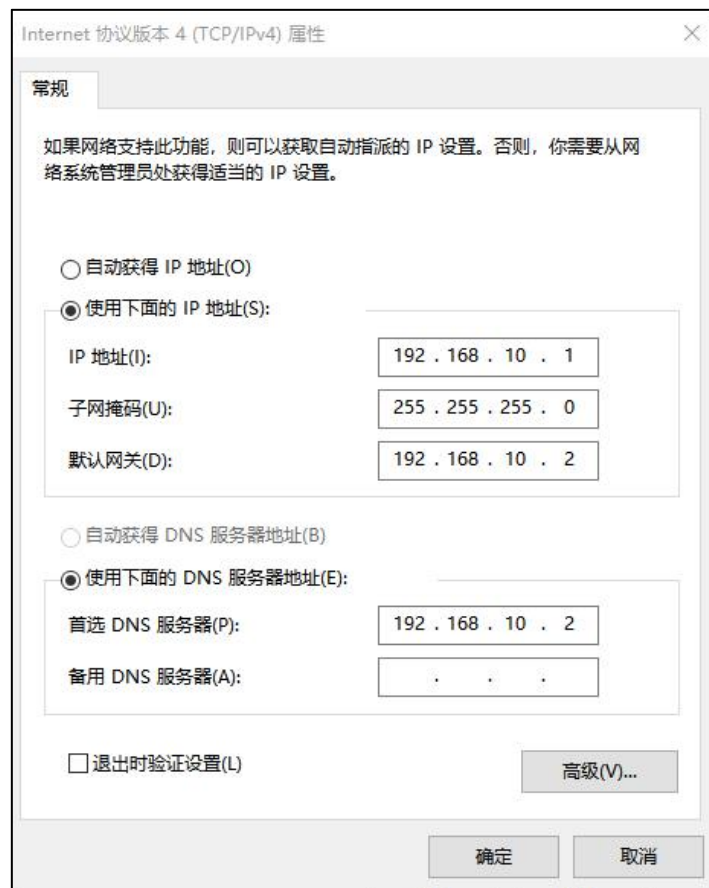 Internet 协议版本 4 (TCP/IPv4) 属性
常规
如果网络支持此功能，则可以获取自动指派的 IP 设置。否则，你需要从网
络系统管理员处获得适当的 IP 设置。
自动获得 IP 地址(O)
使用下面的 IP 地址(S):
IP 地址(I): 192 . 168 . 10 . 1
子网掩码(U): 255 . 255 . 255 . 0
默认网关(D): 192 . 168 . 10 . 2
自动获得 DNS 服务器地址(B)
使用下面的 DNS 服务器地址(E):
首选 DNS 服务器(P): 192 . 168 . 10 . 2
备用 DNS 服务器(A): . . .
退出时验证设置(L) 高级(V)...
确定 取消